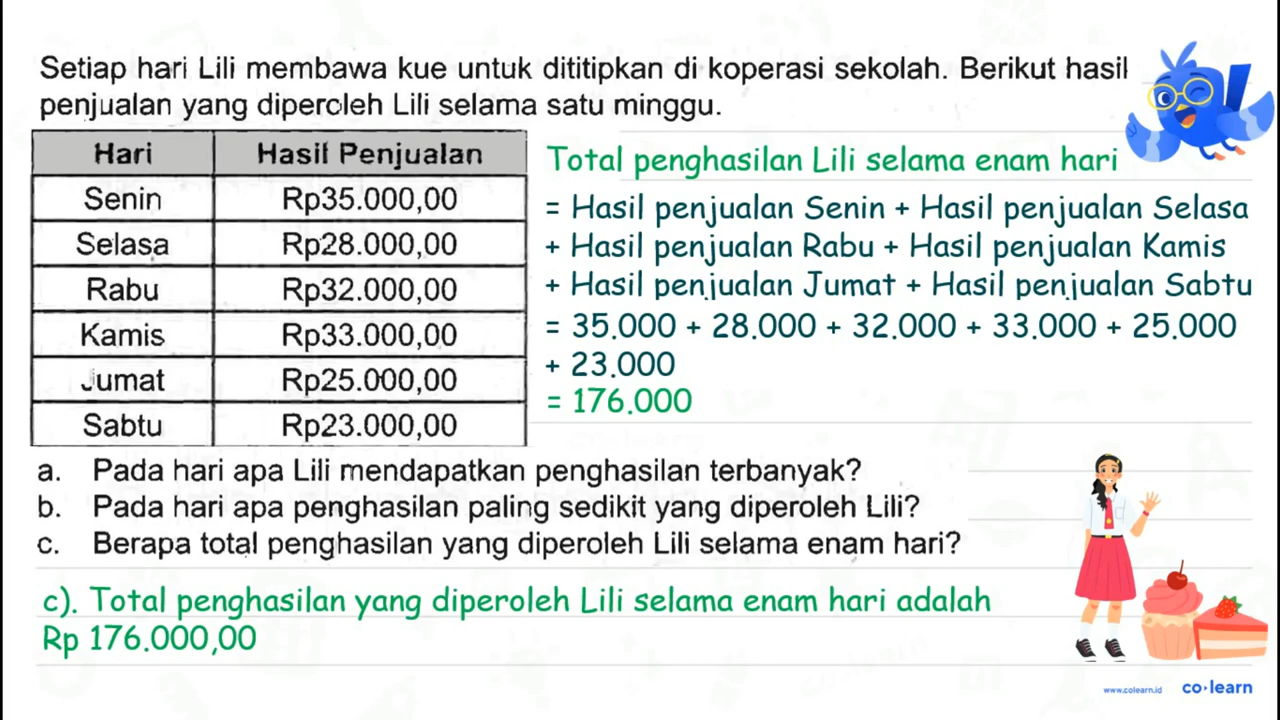 Setiap hari Lili membawa kue untuk dititipkan di koperasi sekolah. Berikut hasil
penjualan yang diperoleh Lili selama satu minggu.
Hari Hasil Penjualan
Senin Rp35.000,00
Selasa Rp28.000,00
Rabu Rp32.000,00
Kamis Rp33.000,00
Jumat Rp25.000,00
Sabtu Rp23.000,00
Total penghasilan Lili selama enam hari
= Hasil penjualan Senin + Hasil penjualan Selasa
+ Hasil penjualan Rabu + Hasil penjualan Kamis
+ Hasil penjualan Jumat + Hasil penjualan Sabtu
= 35.000 + 28.000 + 32.000 + 33.000 + 25.000
+ 23.000
= 176.000
a. Pada hari apa Lili mendapatkan penghasilan terbanyak?
b. Pada hari apa penghasilan paling sedikit yang diperoleh Lili?
c. Berapa total penghasilan yang diperoleh Lili selama enam hari?
c). Total penghasilan yang diperoleh Lili selama enam hari adalah
Rp 176.000,00
www.colearn.id co·learn